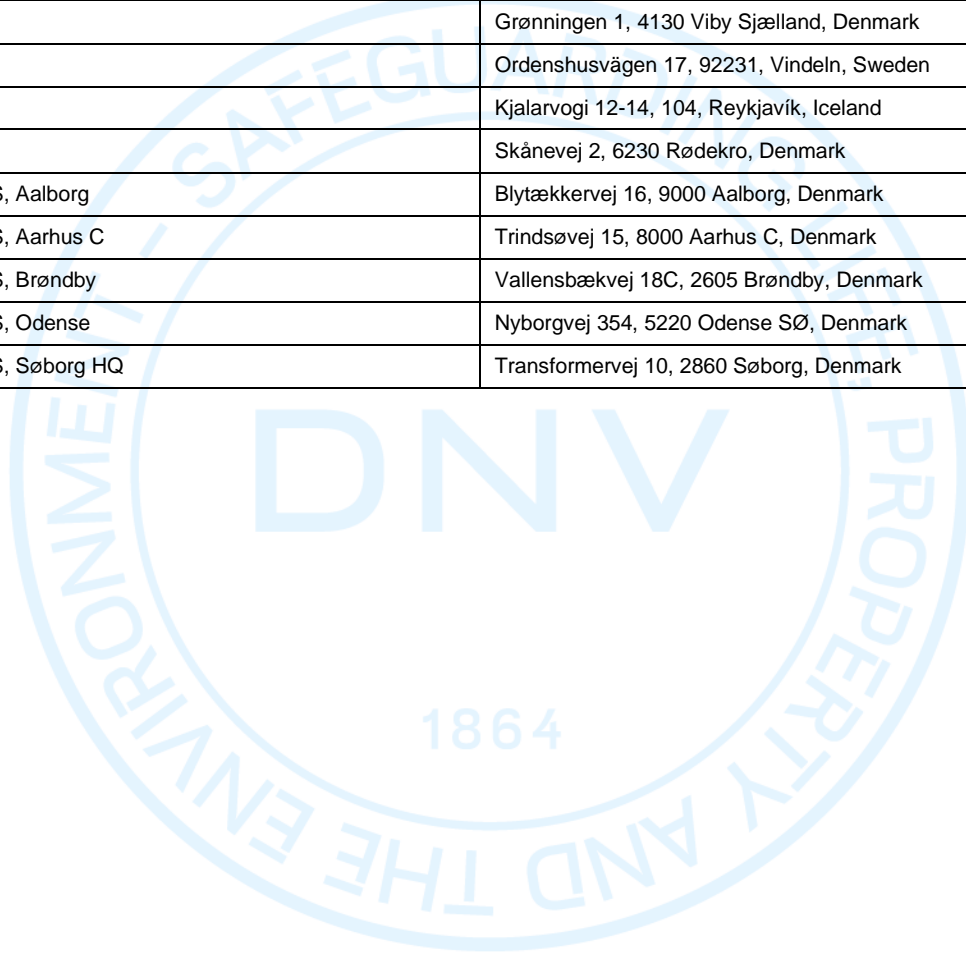 Grønningen 1, 4130 Viby Sjælland, Denmark
Ordenshusvägen 17, 92231, Vindeln, Sweden
Kjalarvogi 12-14, 104, Reykjavík, Iceland
Skånevej 2, 6230 Rødekro, Denmark
S, Aalborg Blytækkervej 16, 9000 Aalborg, Denmark
S, Aarhus C Trindsøvej 15, 8000 Aarhus C, Denmark
S, Brøndby Vallensbækvej 18C, 2605 Brøndby, Denmark
S, Odense Nyborgvej 354, 5220 Odense SØ, Denmark
S, Søborg HQ Transformervej 10, 2860 Søborg, Denmark
SAFEGUARDING LIFE, PROPERTY AND THE ENVIRONMENT –
DNV
1864